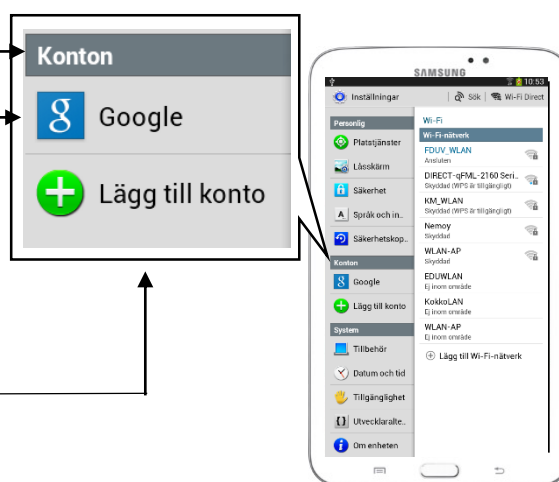 Konton
Google
Lägg till konto
SAMSUNG
10:53
Inställningar
Sök
Wi-Fi Direct
Personlig
Platstjänster
Låsskärm
Säkerhet
Språk och in..
Säkerhetskop..
Konton
Google
Lägg till konto
System
Tillbehör
Datum och tid
Tillgänglighet
Utvecklaralte..
Om enheten
Wi-Fi
Wi-Fi-nätverk
FDUV_WLAN
Ansluten
DIRECT-qFML-2160 Seri..
Skyddad (WPS är tillgängligt)
KM_WLAN
Skyddad (WPS är tillgängligt)
Nemoy
Skyddad
WLAN-AP
Skyddad
EDUWLAN
Ej inom område
KokkoLAN
Ej inom område
WLAN-AP
Ej inom område
Lägg till Wi-Fi-nätverk